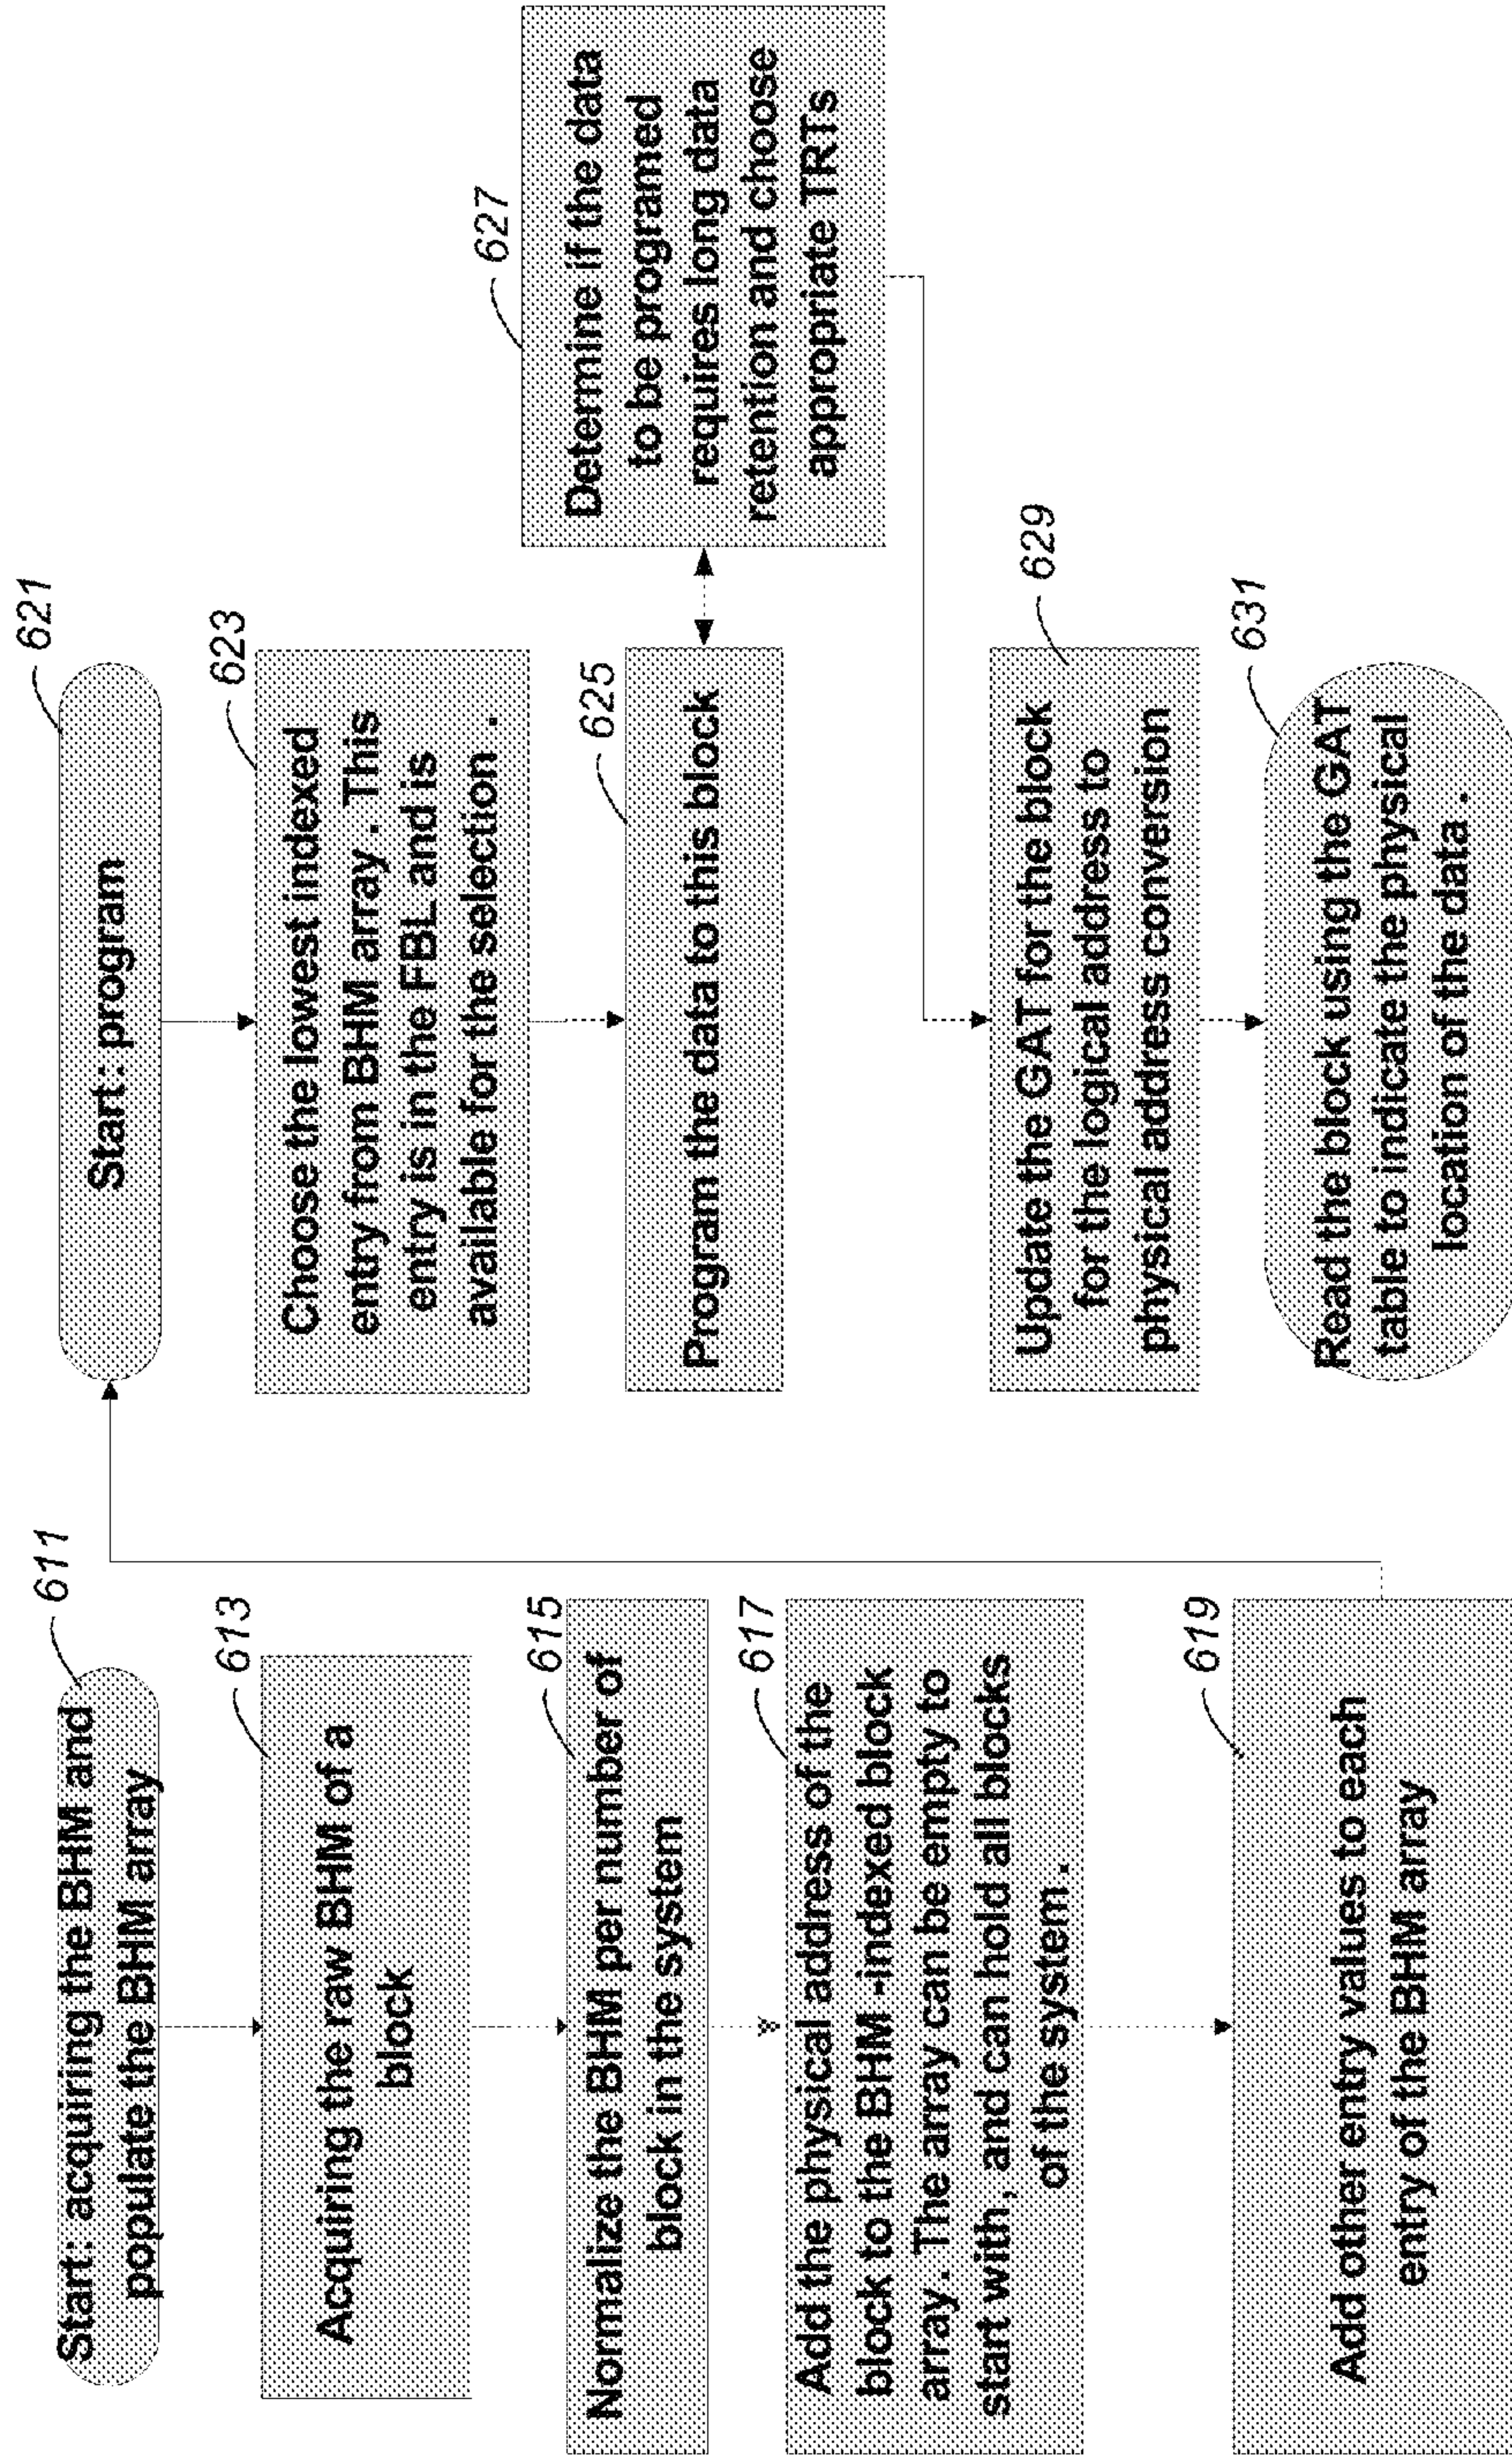 611
Start: acquiring the BHM and
populate the BHM array
613
Acquiring the raw BHM of a
block
615
Normalize the BHM per number of
block in the system
617
Add the physical address of the
block to the BHM -indexed block
array. The array can be empty to
start with, and can hold all blocks
of the system.
619
Add other entry values to each
entry of the BHM array
621
Start: program
623
Choose the lowest indexed
entry from BHM array. This
entry is in the FBL and is
available for the selection .
625
Program the data to this block
627
Determine if the data
to be programed
requires long data
retention and choose
appropriate TRTs
629
Update the GAT for the block
for the logical address to
physical address conversion
631
Read the block using the GAT
table to indicate the physical
location of the data .